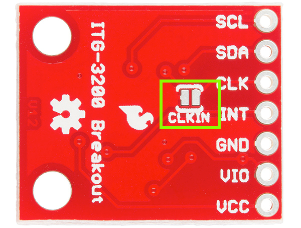 ITG-3200 Breakout
CLKIN
SCL
SDA
CLK
INT
GND
VIO
VCC